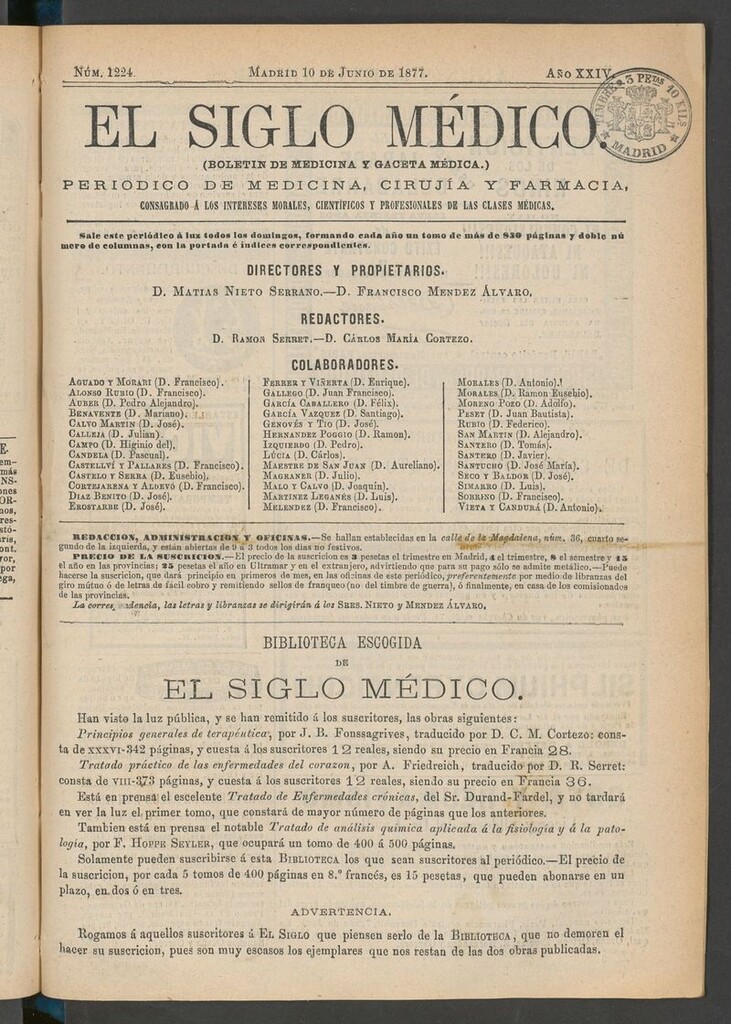 NÚM. 1224.
MADRID 10 DE JUNIO DE 1877.
AÑO XXIV.
TIMBRE 3 PETAS 10 KILS
MADRID
EL SIGLO MÉDICO.
(BOLETIN DE MEDICINA Y GACETA MÉDICA.)
PERIÓDICO DE MEDICINA, CIRUJÍA Y FARMACIA,
CONSAGRADO Á LOS INTERESES MORALES, CIENTÍFICOS Y PROFESIONALES DE LAS CLASES MÉDICAS.
Sale este periódico á luz todos los domingos, formando cada año un tomo de más de 830 páginas y doble nú
mero de columnas, con la portada é índices correspondientes.
DIRECTORES Y PROPIETARIOS.
D. MATIAS NIETO SERRANO.—D. FRANCISCO MENDEZ ÁLVARO.
REDACTORES.
D. RAMON SERRET.—D. CÁRLOS MARÍA CORTEZO.
COLABORADORES.
AGUADO Y MORARI (D. Francisco).
ALONSO RUBIO (D. Francisco).
AUBER (D. Pedro Alejandro).
BENAVENTE (D. Mariano).
CALVO MARTIN (D. José).
CALLEJA (D. Julian).
CAMPO (D. Higinio del).
CANDELA (D. Pascual).
CASTELLVÍ Y PALLARES (D. Francisco).
CASTELO Y SERRA (D. Eusebio).
CORTEJARENA Y ALDEVÓ (D. Francisco).
DIAZ BENITO (D. José).
EROSTARBE (D. José).
FERRER Y VIÑERTA (D. Enrique).
GALLEGO (D. Juan Francisco).
GARCÍA CABALLERO (D. Félix).
GARCÍA VAZQUEZ (D. Santiago).
GENOVÉS Y TIO (D. José).
HERNANDEZ POGGIO (D. Ramon).
IZQUIERDO (D. Pedro).
LÚCIA (D. Cárlos).
MAESTRE DE SAN JUAN (D. Aureliano).
MAGRANER (D. Julio).
MALO Y CALVO (D. Joaquin).
MARTINEZ LEGANÉS (D. Luis).
MELENDEZ (D. Francisco).
MORALES (D. Antonio).
MORALES (D. Ramon Eusebio).
MORENO POZO (D. Adolfo).
PESET (D. Juan Bautista).
RUBIO (D. Federico).
SAN MARTIN (D. Alejandro).
SANTERO (D. Tomás).
SANTERO (D. Javier).
SANTUCHO (D. José María).
SECO Y BALDOR (D. José).
SIMARRO (D. Luis).
SOBRINO (D. Francisco).
VIETA Y CANDURÁ (D. Antonio).
REDACCION, ADMINISTRACION Y OFICINAS.—Se hallan establecidas en la calle de la Magdalena, núm. 36, cuarto se-
gundo de la izquierda, y están abiertas de 9 á 3 todos los dias no festivos.
PRECIO DE LA SUSCRICION.—El precio de la suscricion es 3 pesetas el trimestre en Madrid, 4 el trimestre, 8 el semestre y 15
el año en las provincias; 25 pesetas el año en Ultramar y en el extranjero, advirtiendo que para su pago sólo se admite metálico.—Puede
hacerse la suscricion, que dará principio en primeros de mes, en las oficinas de este periódico, preferentemente por medio de libranzas del
giro mútuo ó de letras de fácil cobro y remitiendo sellos de franqueo (no del timbre de guerra), ó finalmente, en casa de los comisionados
de las provincias.
La corres dencia, las letras y libranzas se dirigirán á los SRES. NIETO y MENDEZ ÁLVARO.
BIBLIOTECA ESCOGIDA
DE
EL SIGLO MÉDICO.
Han visto la luz pública, y se han remitido á los suscritores, las obras siguientes:
Principios generales de terapéutica, por J. B. Fonssagrives, traducido por D. C. M. Cortezo: cons-
ta de XXXVI-342 páginas, y cuesta á los suscritores 12 reales, siendo su precio en Francia 28.
Tratado práctico de las enfermedades del corazon, por A. Friedreich, traducido por D. R. Serret:
consta de VIII-373 páginas, y cuesta á los suscritores 12 reales, siendo su precio en Francia 36.
Está en prensa el escelente Tratado de Enfermedades crónicas, del Sr. Durand-Fardel, y no tardará
en ver la luz el primer tomo, que constará de mayor número de páginas que los anteriores.
Tambien está en prensa el notable Tratado de análisis química aplicada á la fisiología y á la pato-
logía, por F. HOPPE SEYLER, que ocupará un tomo de 400 á 500 páginas.
Solamente pueden suscribirse á esta BIBLIOTECA los que sean suscritores al periódico.—El precio de
la suscricion, por cada 5 tomos de 400 páginas en 8.º francés, es 15 pesetas, que pueden abonarse en un
plazo, en dos ó en tres.
ADVERTENCIA.
Rogamos á aquellos suscritores á EL SIGLO que piensen serlo de la BIBLIOTECA, que no demoren el
hacer su suscricion, pues son muy escasos los ejemplares que nos restan de las dos obras publicadas.